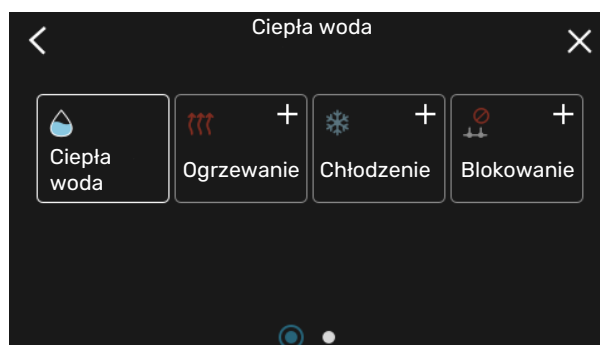 Ciepła woda
Ciepła
woda
Ogrzewanie
Chłodzenie
Blokowanie